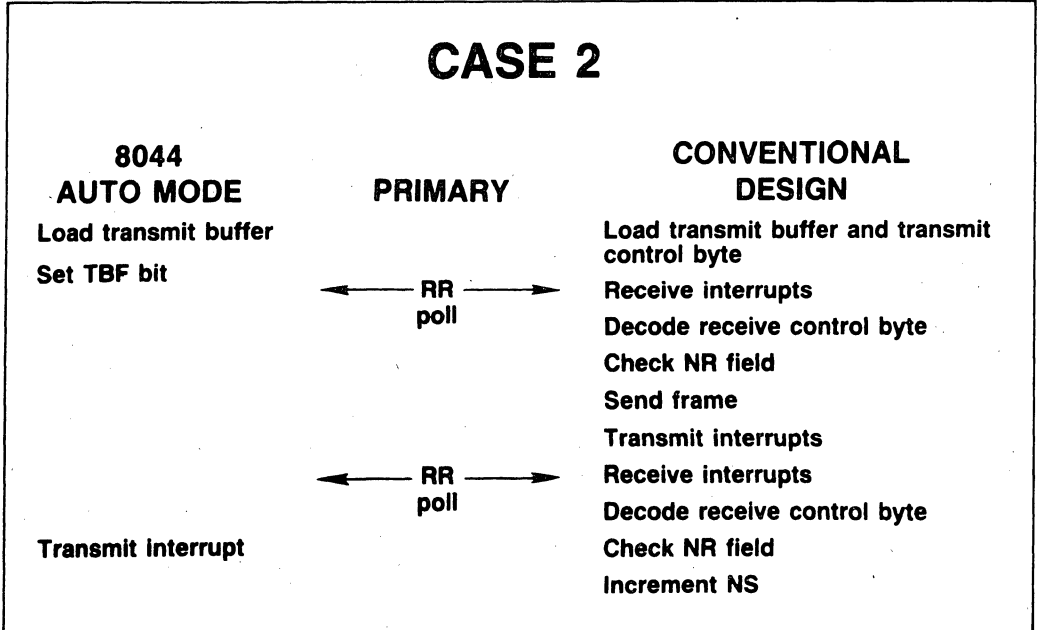 CASE 2
8044
AUTO MODE
Load transmit buffer
Set TBF bit
Transmit interrupt
PRIMARY
RR
poll
RR
poll
CONVENTIONAL
DESIGN
Load transmit buffer and transmit
control byte
Receive interrupts
Decode receive control byte
Check NR field
Send frame
Transmit interrupts
Receive interrupts
Decode receive control byte
Check NR field
Increment NS